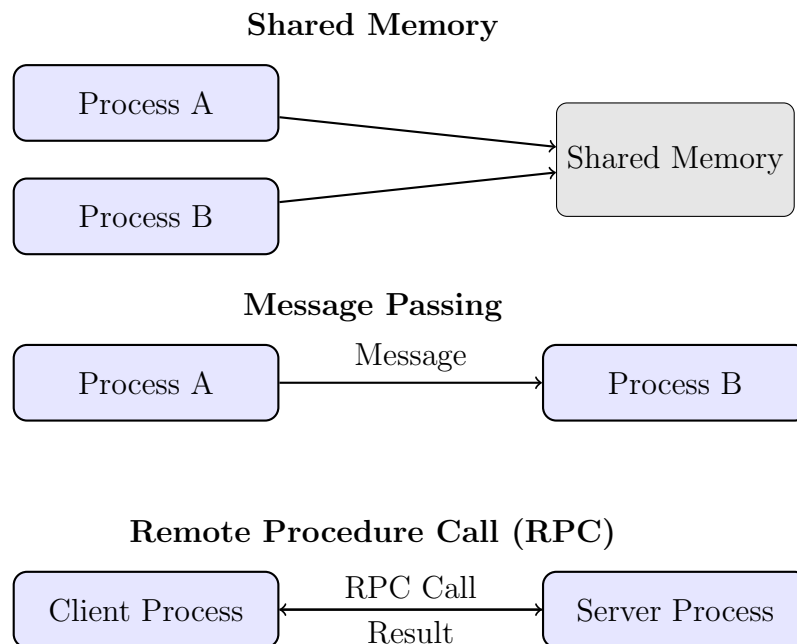 Shared Memory
Process A
Shared Memory
Process B
Message Passing
Process A
Message
Process B
Remote Procedure Call (RPC)
Client Process
RPC Call
Result
Server Process